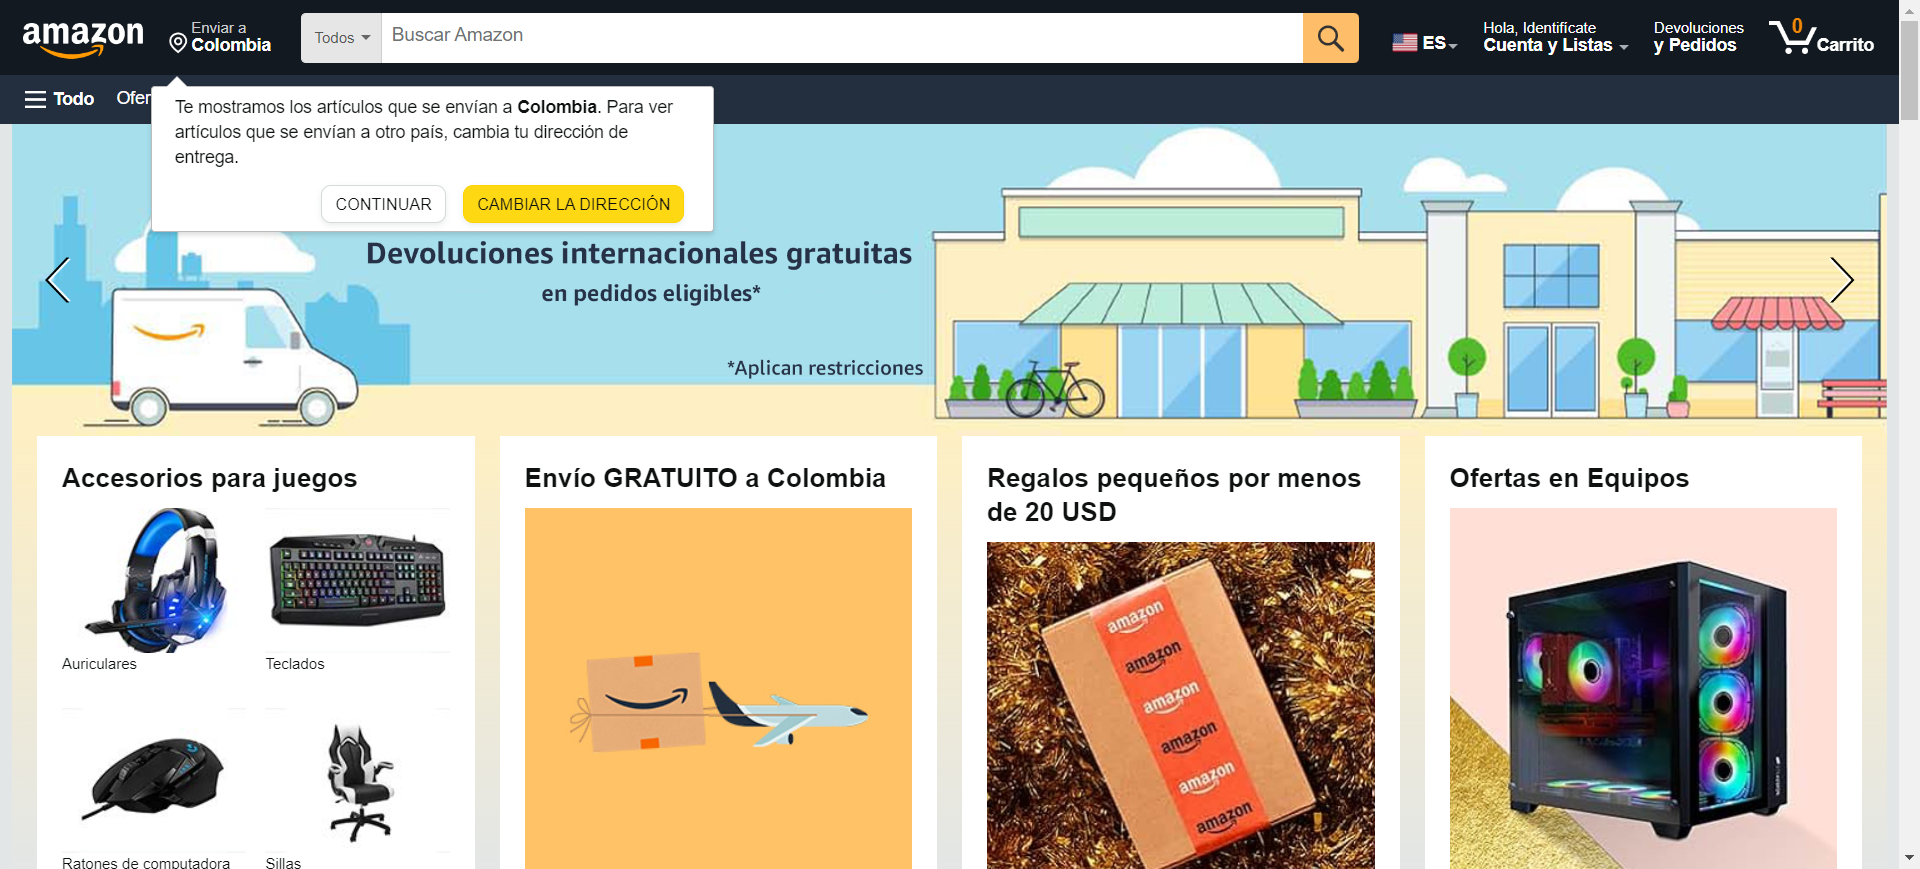 amazon
Enviar a
Colombia
Todos
Buscar Amazon
ES
Hola, Identifícate
Cuenta y Listas
Devoluciones
y Pedidos
0
Carrito
Todo
Ofer
Te mostramos los artículos que se envían a Colombia. Para ver
artículos que se envían a otro país, cambia tu dirección de
entrega.
CONTINUAR
CAMBIAR LA DIRECCIÓN
Devoluciones internacionales gratuitas
en pedidos eligibles*
*Aplican restricciones
Accesorios para juegos
Auriculares
Teclados
Ratones de computadora
Sillas
Envío GRATUITO a Colombia
Regalos pequeños por menos
de 20 USD
amazon
amazon
amazon
amazon
amazon
amazon
Ofertas en Equipos